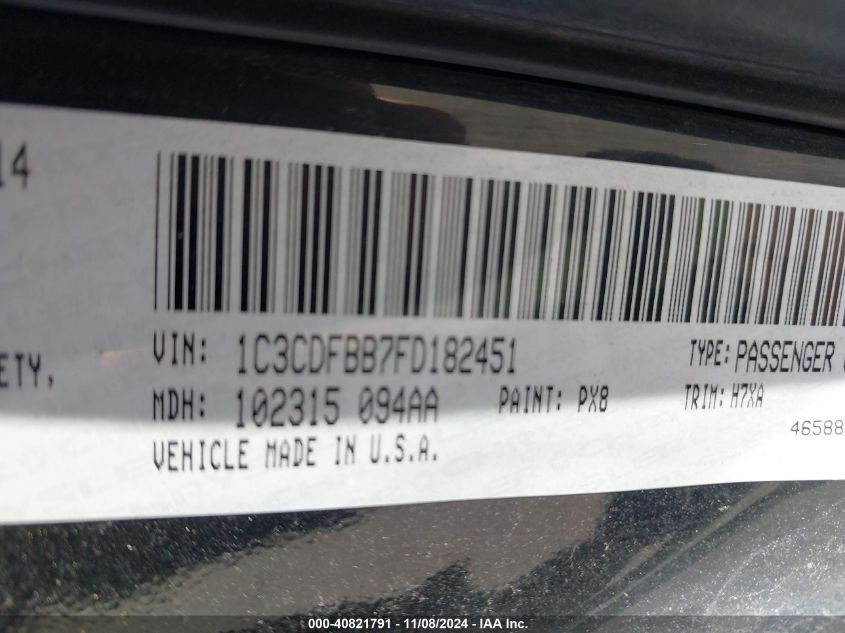 14
ETY,
VIN: 1C3CDFBB7FD182451 TYPE: PASSENGER
MDH: 102315 094AA PAINT: PX8 TRIM: H7XA
46588
VEHICLE MADE IN U.S.A.
000-40821791 - 11/08/2024 - IAA Inc.